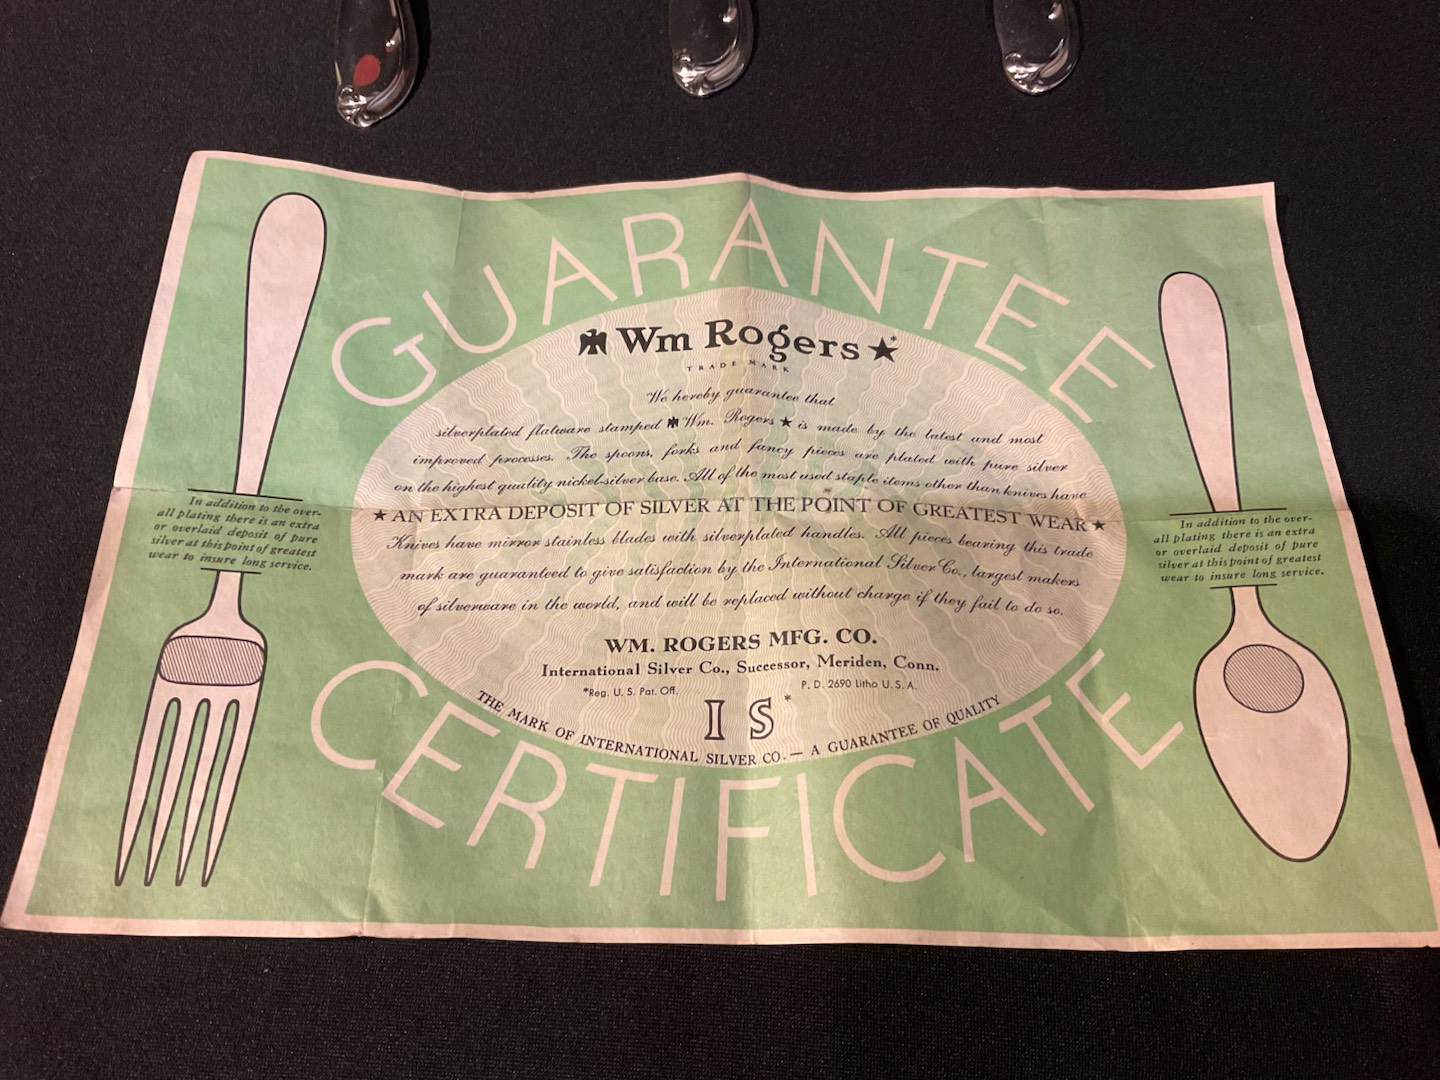 GUARANTEE
Wm Rogers ★*
TRADE MARK
We hereby guarantee that
silverplated flatware stamped Wm. Rogers ★ is made by the latest and most
improved processes. The spoons, forks and fancy pieces are plated with pure silver
on the highest quality nickel-silver base. All of the most used staple items other than knives have
★ AN EXTRA DEPOSIT OF SILVER AT THE POINT OF GREATEST WEAR ★
Knives have mirror stainless blades with silverplated handles. All pieces bearing this trade
mark are guaranteed to give satisfaction by the International Silver Co., largest makers
of silverware in the world, and will be replaced without charge if they fail to do so.
WM. ROGERS MFG. CO.
International Silver Co., Successor, Meriden, Conn.
*Reg. U. S. Pat. Off. P. D. 2690 Litho U. S. A.
IS*
THE MARK OF INTERNATIONAL SILVER CO. — A GUARANTEE OF QUALITY
CERTIFICATE
In addition to the over-
all plating there is an extra
or overlaid deposit of pure
silver at this point of greatest
wear to insure long service.
In addition to the over-
all plating there is an extra
or overlaid deposit of pure
silver at this point of greatest
wear to insure long service.